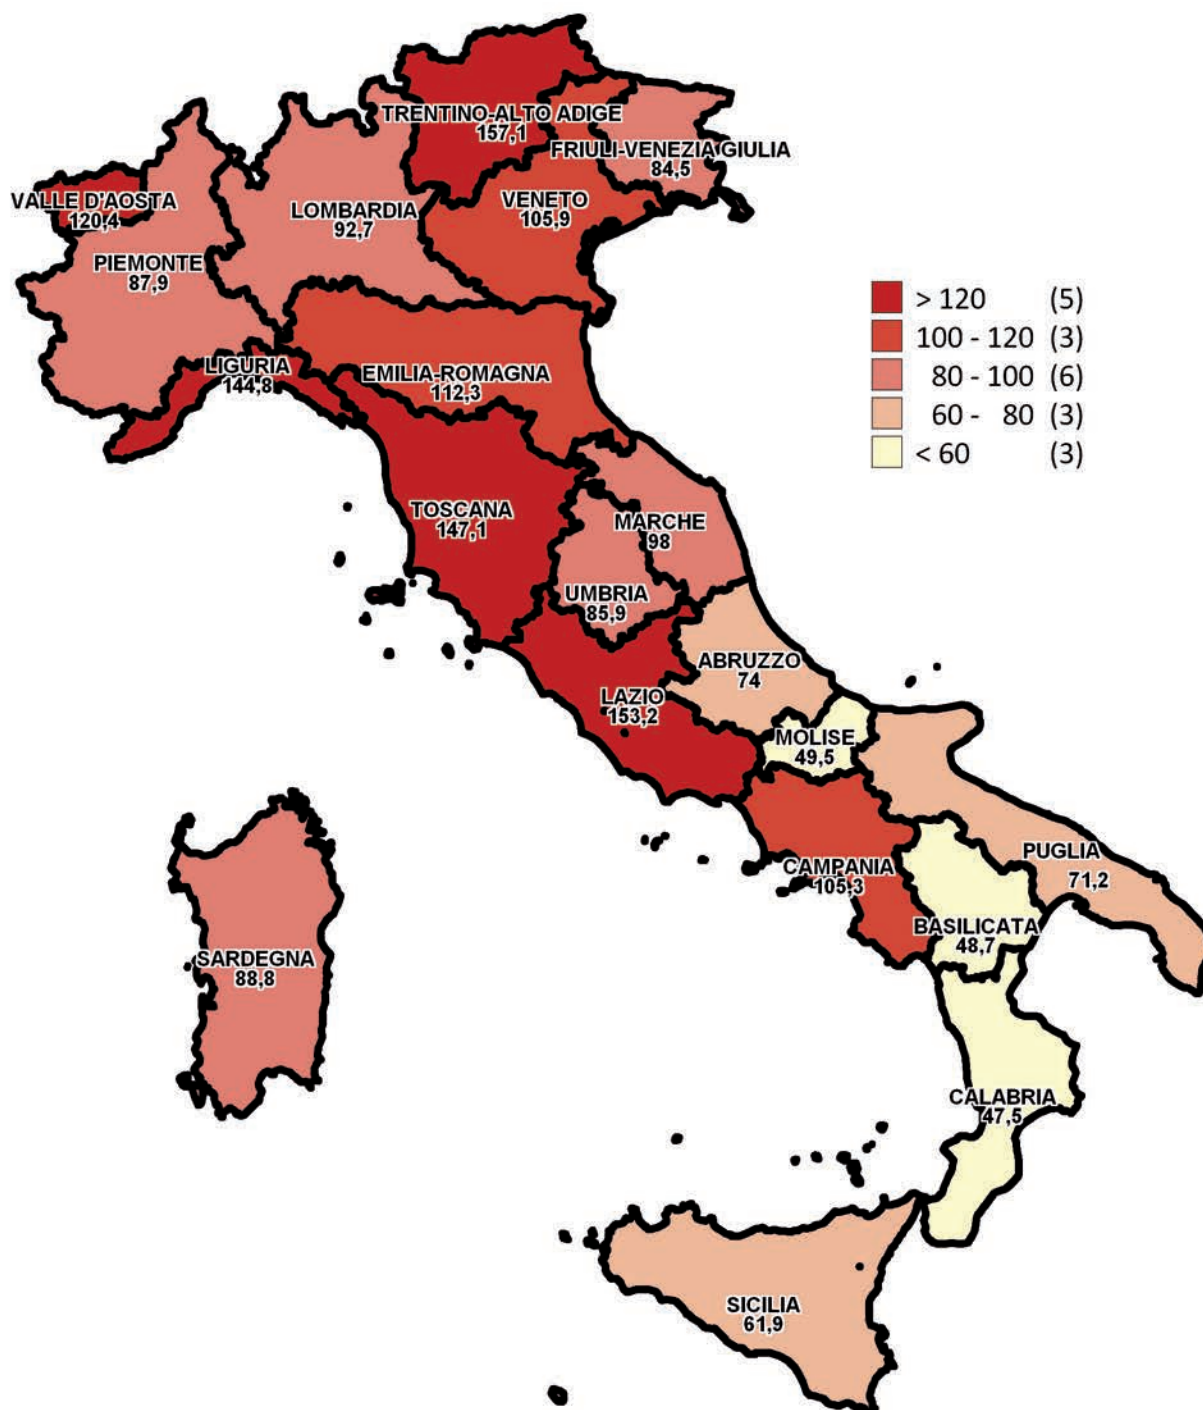 TRENTINO-ALTO ADIGE
157,1
FRIULI-VENEZIA GIULIA
84,5
VALLE D'AOSTA
120,4
LOMBARDIA
92,7
VENETO
105,9
PIEMONTE
87,9
LIGURIA
144,8
EMILIA-ROMAGNA
112,3
> 120 (5)
100 - 120 (3)
80 - 100 (6)
60 - 80 (3)
< 60 (3)
TOSCANA
147,1
MARCHE
98
UMBRIA
85,9
ABRUZZO
74
LAZIO
153,2
MOLISE
49,5
CAMPANIA
105,3
PUGLIA
71,2
BASILICATA
48,7
SARDEGNA
88,8
CALABRIA
47,5
SICILIA
61,9